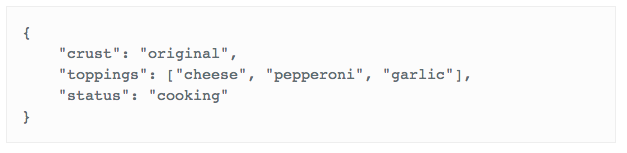 {
    "crust": "original",
    "toppings": ["cheese", "pepperoni", "garlic"],
    "status": "cooking"
}